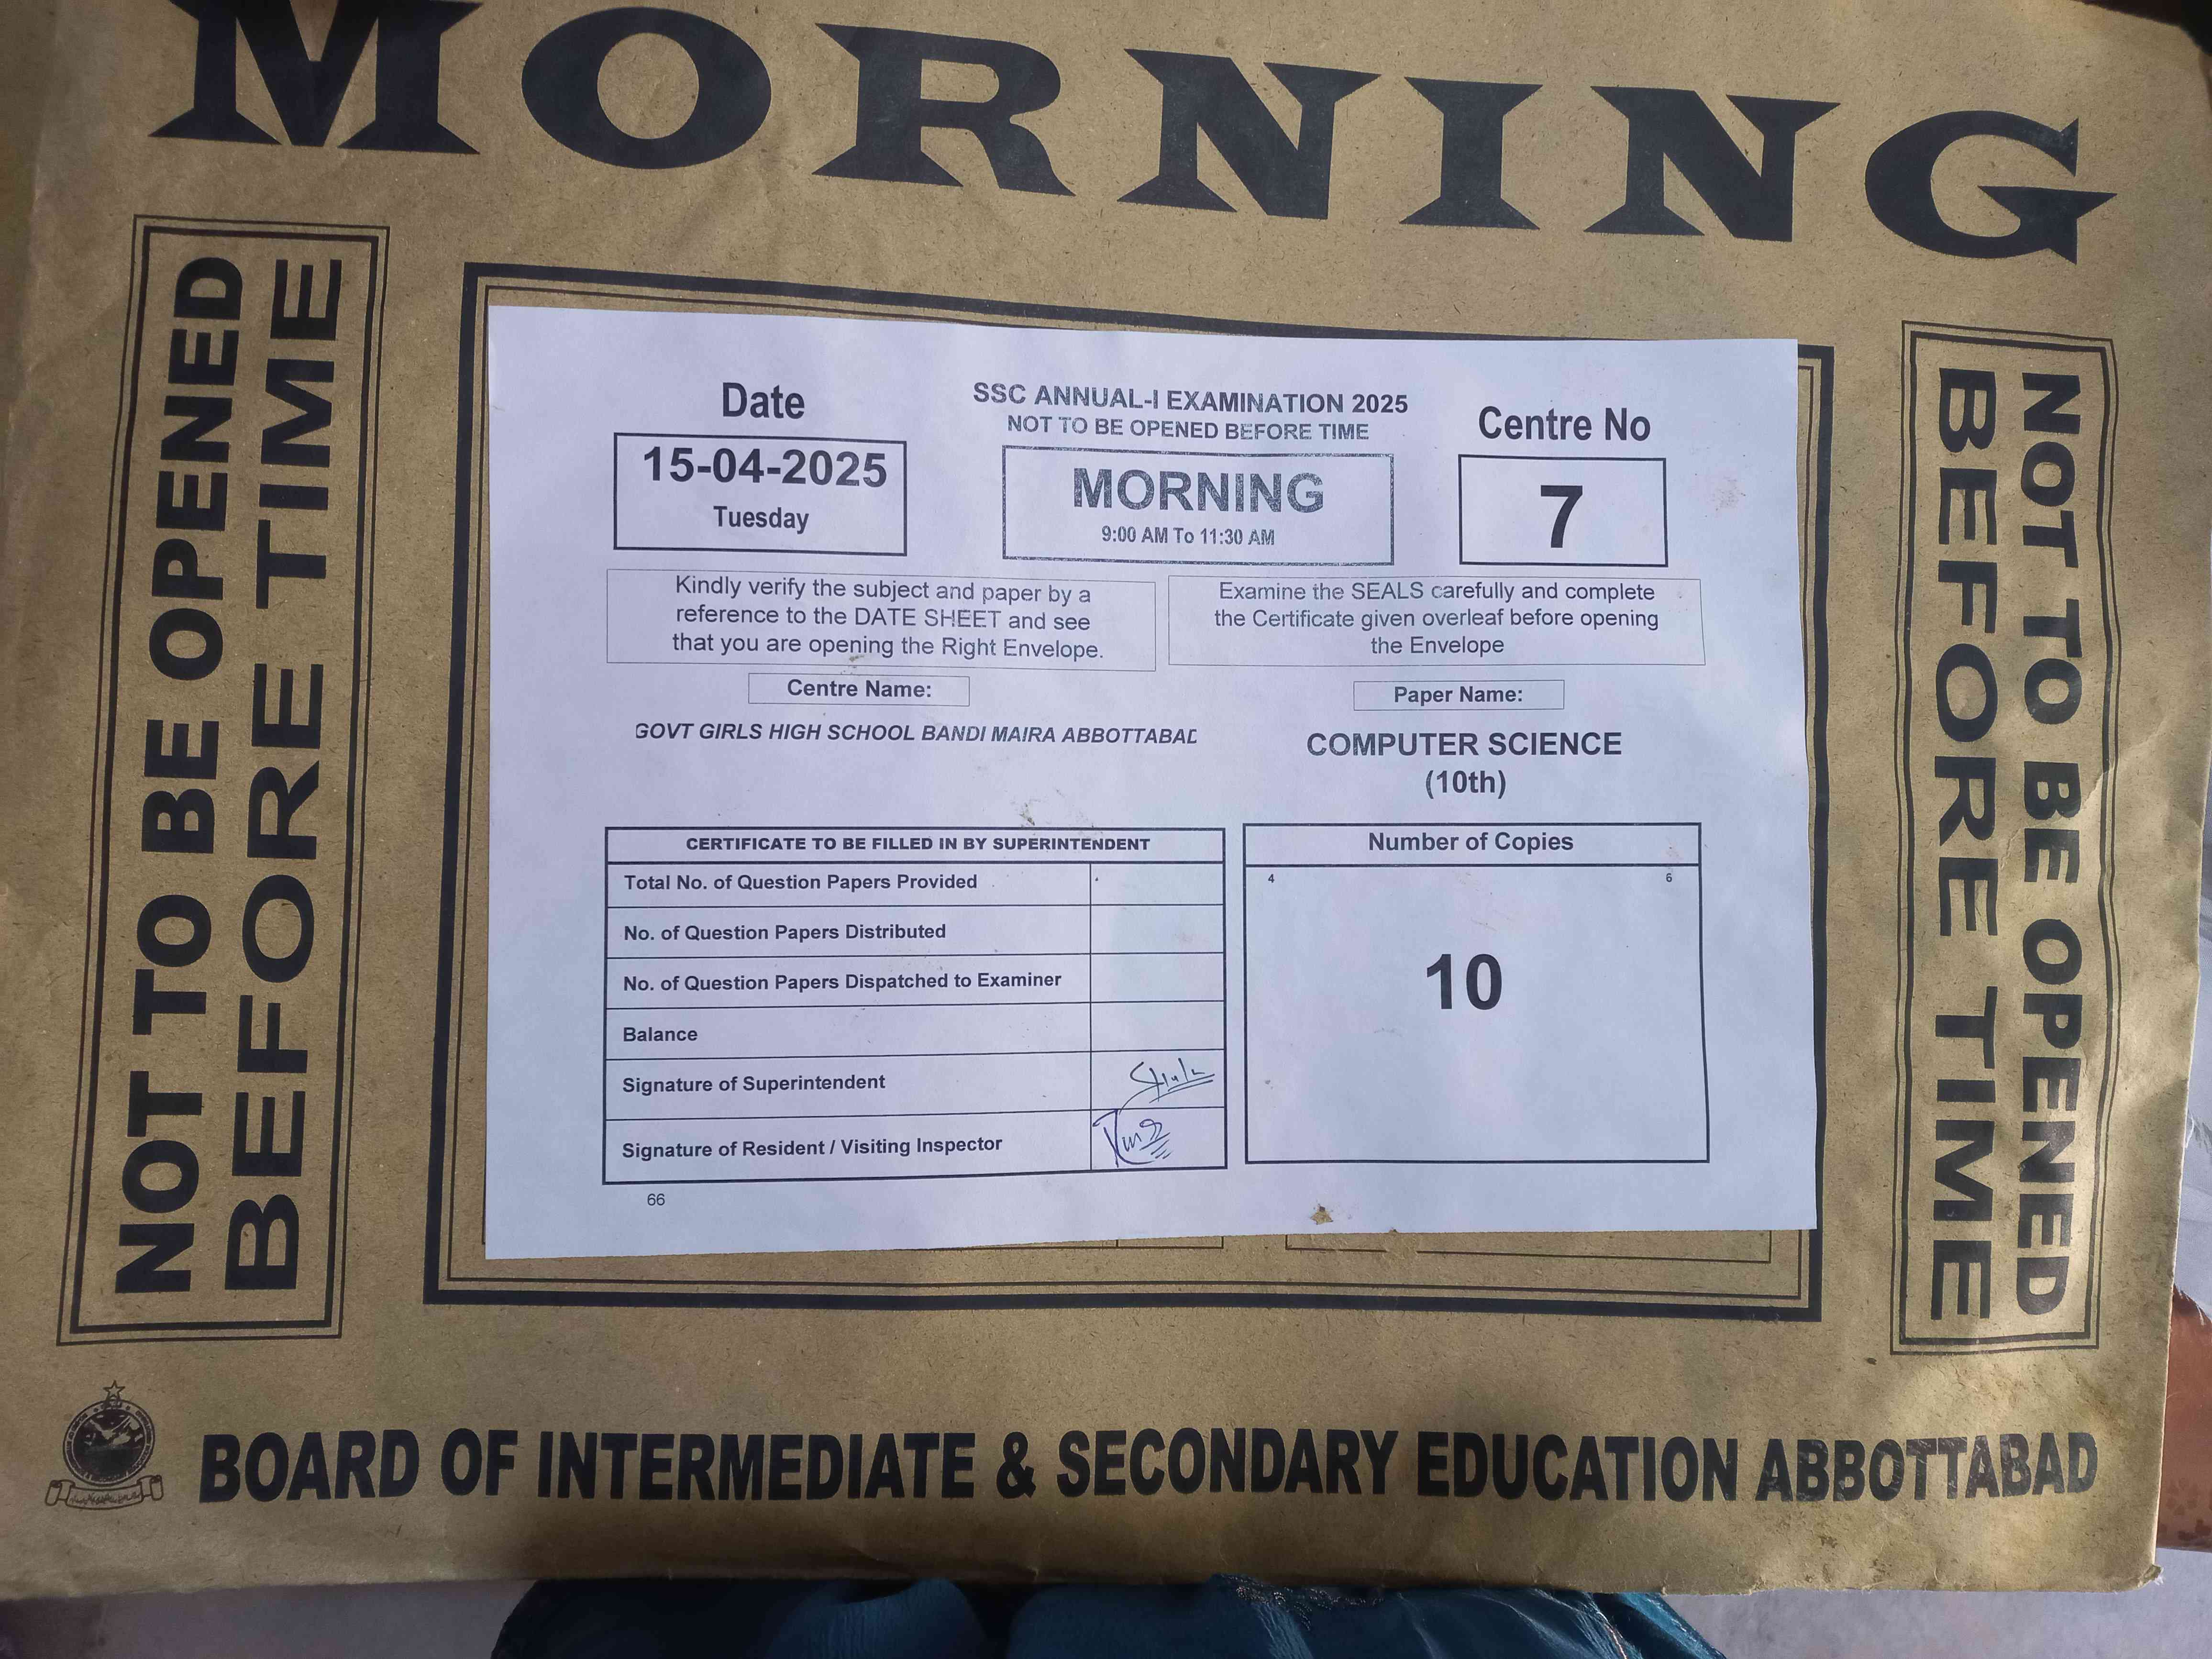 MORNING
NOT TO BE OPENED
BEFORE TIME
Date
15-04-2025
Tuesday
SSC ANNUAL-I EXAMINATION 2025
NOT TO BE OPENED BEFORE TIME
MORNING
9:00 AM To 11:30 AM
Centre No
7
Kindly verify the subject and paper by a
reference to the DATE SHEET and see
that you are opening the Right Envelope.
Examine the SEALS carefully and complete
the Certificate given overleaf before opening
the Envelope
Centre Name:
GOVT GIRLS HIGH SCHOOL BANDI MAIRA ABBOTTABAD
Paper Name:
COMPUTER SCIENCE
(10th)
CERTIFICATE TO BE FILLED IN BY SUPERINTENDENT
Total No. of Question Papers Provided
No. of Question Papers Distributed
No. of Question Papers Dispatched to Examiner
Balance
Signature of Superintendent
Signature of Resident / Visiting Inspector
66
Number of Copies
4 6
10
NOT TO BE OPENED
BEFORE TIME
BOARD OF INTERMEDIATE & SECONDARY EDUCATION ABBOTTABAD